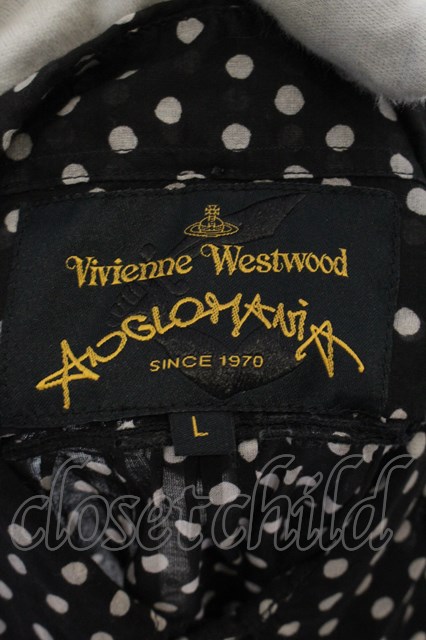 Vivienne Westwood
ANGLOMANIA
SINCE 1970
L
closetchild